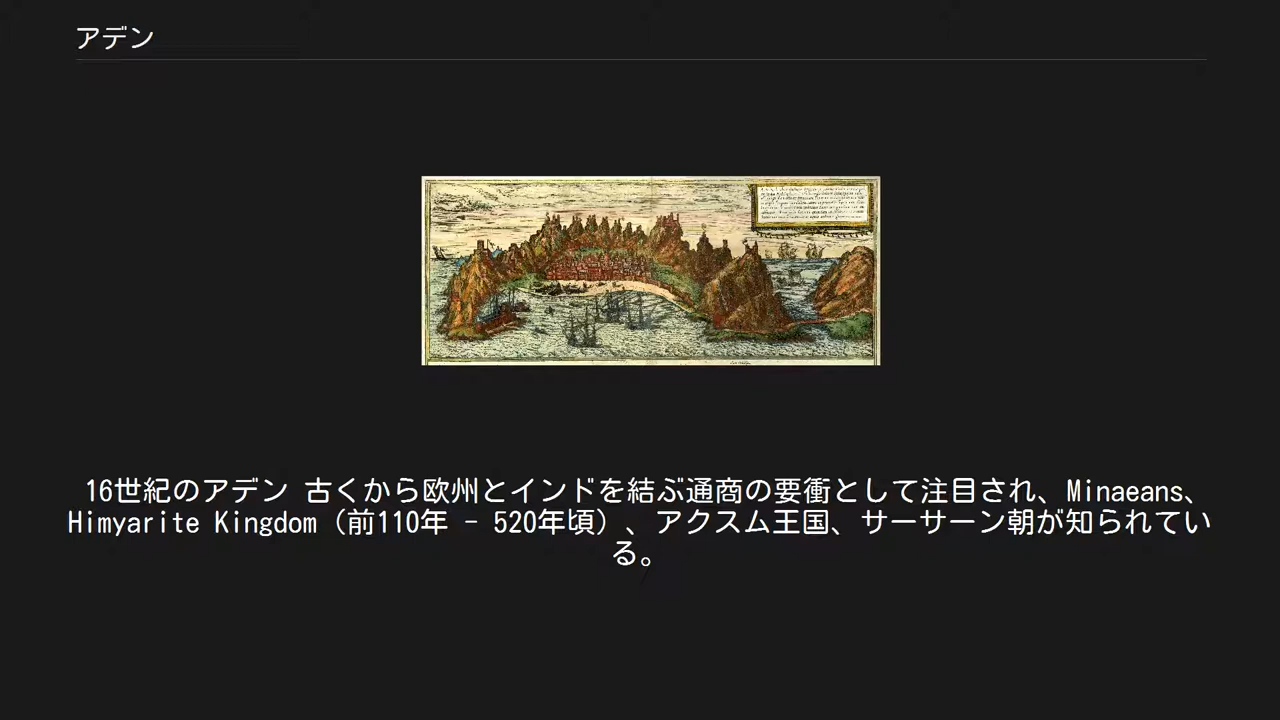 アデン
16世紀のアデン 古くから欧州とインドを結ぶ通商の要衝として注目され、Minaeans、
Himyarite Kingdom（前110年 - 520年頃）、アクスム王国、サーサーン朝が知られてい
る。